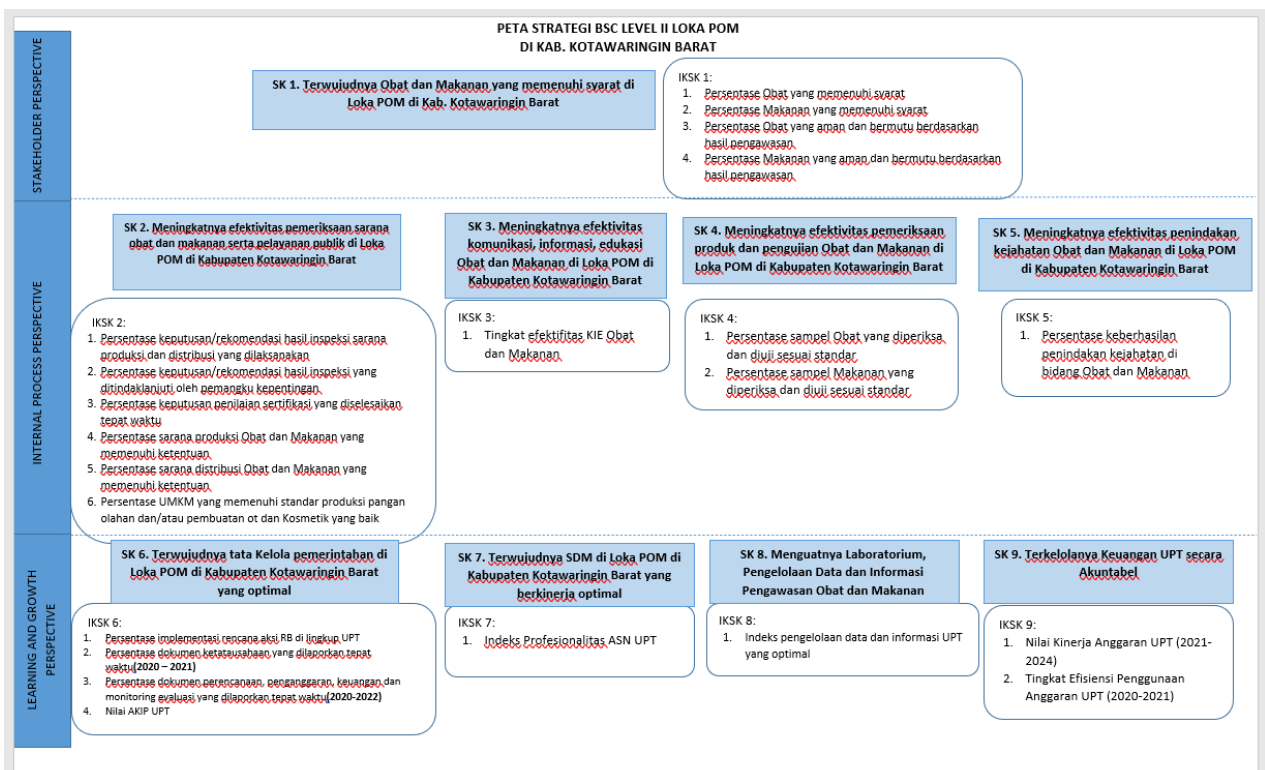 PETA STRATEGI BSC LEVEL II LOKA POM
DI KAB. KOTAWARINGIN BARAT
STAKEHOLDER PERSPECTIVE
SK 1. Terwujudnya Obat dan Makanan yang memenuhi syarat di
Loka POM di Kab. Kotawaringin Barat
IKSK 1:
1. Persentase Obat yang memenuhi syarat
2. Persentase Makanan yang memenuhi syarat
3. Persentase Obat yang aman dan bermutu berdasarkan
hasil pengawasan
4. Persentase Makanan yang aman dan bermutu berdasarkan
hasil pengawasan
INTERNAL PROCESS PERSPECTIVE
SK 2. Meningkatnya efektivitas pemeriksaan sarana
obat dan makanan serta pelayanan publik di Loka
POM di Kabupaten Kotawaringin Barat
IKSK 2:
1. Persentase keputusan/rekomendasi hasil inspeksi sarana
produksi dan distribusi yang dilaksanakan
2. Persentase keputusan/rekomendasi hasil inspeksi yang
ditindaklanjuti oleh pemangku kepentingan
3. Persentase keputusan penilaian sertifikasi yang diselesaikan
tepat waktu
4. Persentase sarana produksi Obat dan Makanan yang
memenuhi ketentuan
5. Persentase sarana distribusi Obat dan Makanan yang
memenuhi ketentuan
6. Persentase UMKM yang memenuhi standar produksi pangan
olahan dan/atau pembuatan ot dan Kosmetik yang baik
SK 3. Meningkatnya efektivitas
komunikasi, informasi, edukasi
Obat dan Makanan di Loka POM di
Kabupaten Kotawaringin Barat
IKSK 3:
1. Tingkat efektifitas KIE Obat
dan Makanan
SK 4. Meningkatnya efektivitas pemeriksaan
produk dan pengujian Obat dan Makanan di
Loka POM di Kabupaten Kotawaringin Barat
IKSK 4:
1. Persentase sampel Obat yang diperiksa
dan diuji sesuai standar
2. Persentase sampel Makanan yang
diperiksa dan diuji sesuai standar
SK 5. Meningkatnya efektivitas penindakan
kejahatan Obat dan Makanan di Loka POM
di Kabupaten Kotawaringin Barat
IKSK 5:
1. Persentase keberhasilan
penindakan kejahatan di
bidang Obat dan Makanan
LEARNING AND GROWTH
PERSPECTIVE
SK 6. Terwujudnya tata Kelola pemerintahan di
Loka POM di Kabupaten Kotawaringin Barat
yang optimal
IKSK 6:
1. Persentase implementasi rencana aksi RB di lingkup UPT
2. Persentase dokumen ketatausahaan yang dilaporkan tepat
waktu(2020 – 2021)
3. Persentase dokumen perencanaan, penganggaran, keuangan dan
monitoring evaluasi yang dilaporkan tepat waktu(2020-2022)
4. Nilai AKIP UPT
SK 7. Terwujudnya SDM di Loka POM di
Kabupaten Kotawaringin Barat yang
berkinerja optimal
IKSK 7:
1. Indeks Profesionalitas ASN UPT
SK 8. Menguatnya Laboratorium,
Pengelolaan Data dan Informasi
Pengawasan Obat dan Makanan
IKSK 8:
1. Indeks pengelolaan data dan informasi UPT
yang optimal
SK 9. Terkelolanya Keuangan UPT secara
Akuntabel
IKSK 9:
1. Nilai Kinerja Anggaran UPT (2021-
2024)
2. Tingkat Efisiensi Penggunaan
Anggaran UPT (2020-2021)